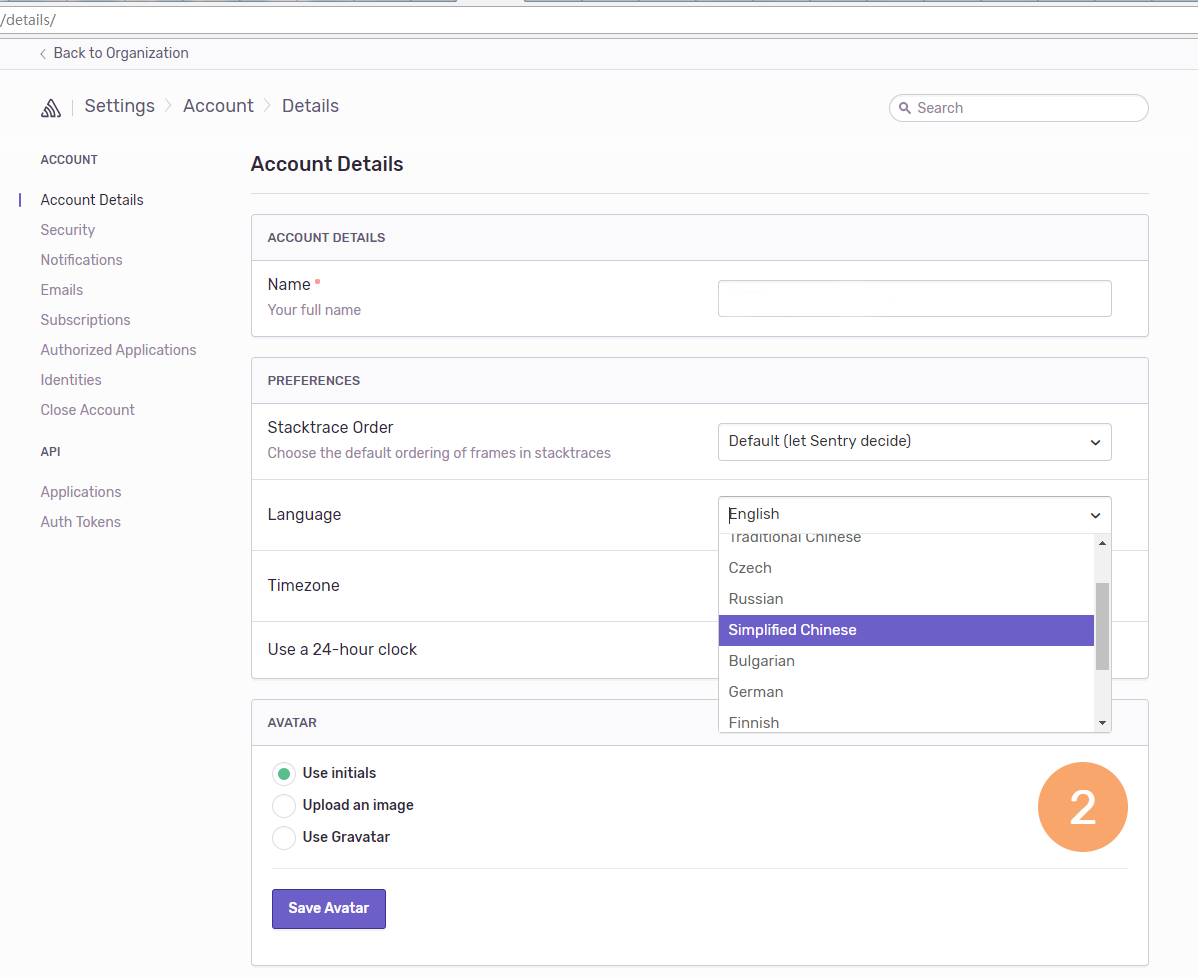 /details/
Back to Organization
Settings Account Details
Search
ACCOUNT
Account Details
Security
Notifications
Emails
Subscriptions
Authorized Applications
Identities
Close Account
API
Applications
Auth Tokens
Account Details
ACCOUNT DETAILS
Name
Your full name
PREFERENCES
Stacktrace Order
Choose the default ordering of frames in stacktraces
Default (let Sentry decide)
Language
English
Traditional Chinese
Czech
Russian
Simplified Chinese
Bulgarian
German
Finnish
Timezone
Use a 24-hour clock
AVATAR
Use initials
Upload an image
Use Gravatar
2
Save Avatar